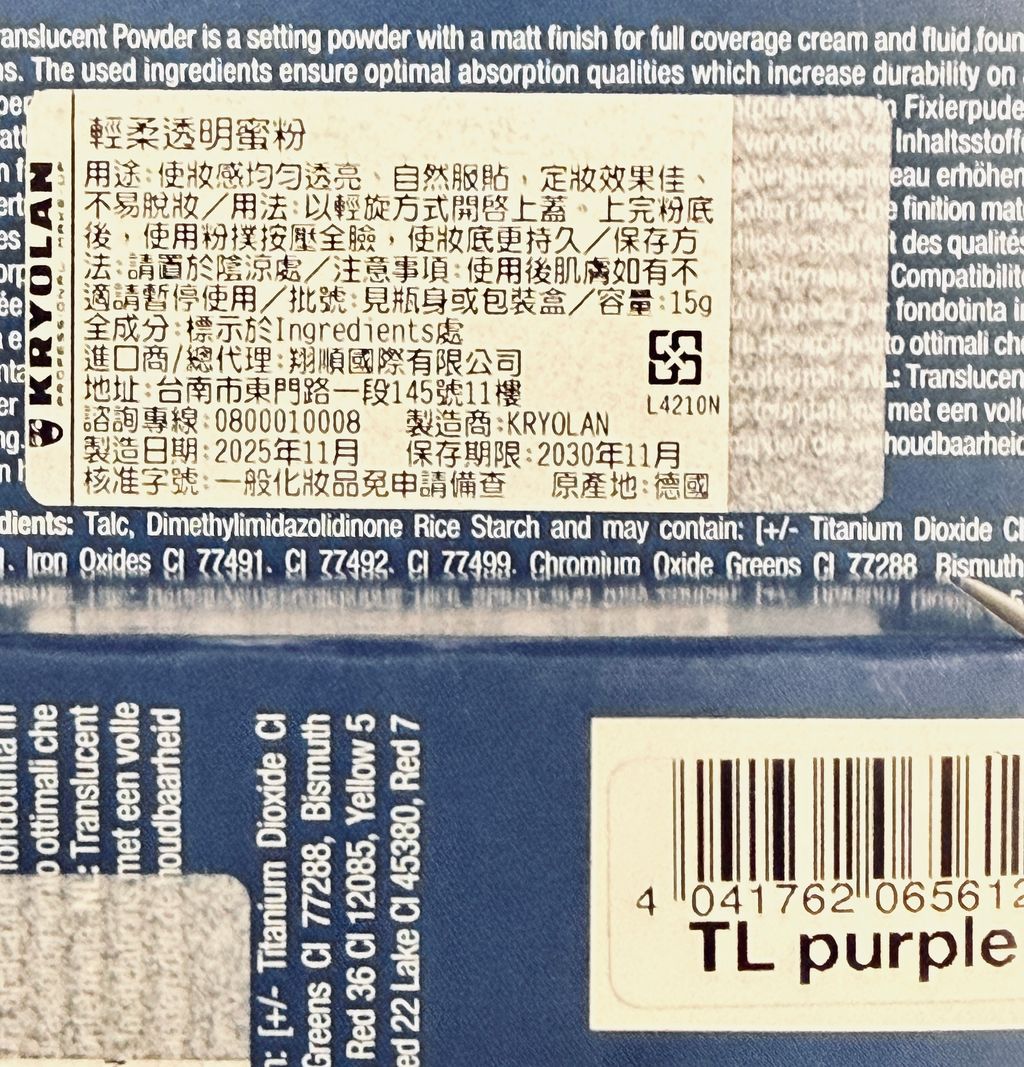 Translucent Powder is a setting powder with a matt finish for full coverage cream and fluid foun
The used ingredients ensure optimal absorption qualities which increase durability on
Fixierpude
Inhaltsstoff
erhöhen
finition mat
des qualités
Compatibilit
fondotinta i
ottimali che
NL: Translucen
met een volle
houdbaarheid
KRYOLAN
輕柔透明蜜粉
用途:使妝感均勻透亮、自然服貼,定妝效果佳、
不易脫妝／用法:以輕旋方式開啓上蓋。上完粉底
後,使用粉撲按壓全臉,使妝底更持久／保存方
法:請置於陰涼處／注意事項:使用後肌膚如有不
適請暫停使用／批號:見瓶身或包裝盒／容量:15g
全成分:標示於Ingredients處
進口商/總代理:翔順國際有限公司
地址:台南市東門路一段145號11樓
諮詢專線:0800010008 製造商:KRYOLAN
製造日期:2025年11月 保存期限:2030年11月
核准字號:一般化妝品免申請備查 原產地:德國
L4210N
dients: Talc, Dimethylimidazolidinone Rice Starch and may contain: [+/- Titanium Dioxide CI
Iron Oxides CI 77491, CI 77492, CI 77499, Chromium Oxide Greens CI 77288 Bismuth
fondotinta in
ottimali che
Translucent
met een volle
houdbaarheid
[+/- Titanium Dioxide CI
Greens CI 77288, Bismuth
Red 36 CI 12085, Yellow 5
ed 22 Lake CI 45380, Red 7
4 041762 065612
TL purple